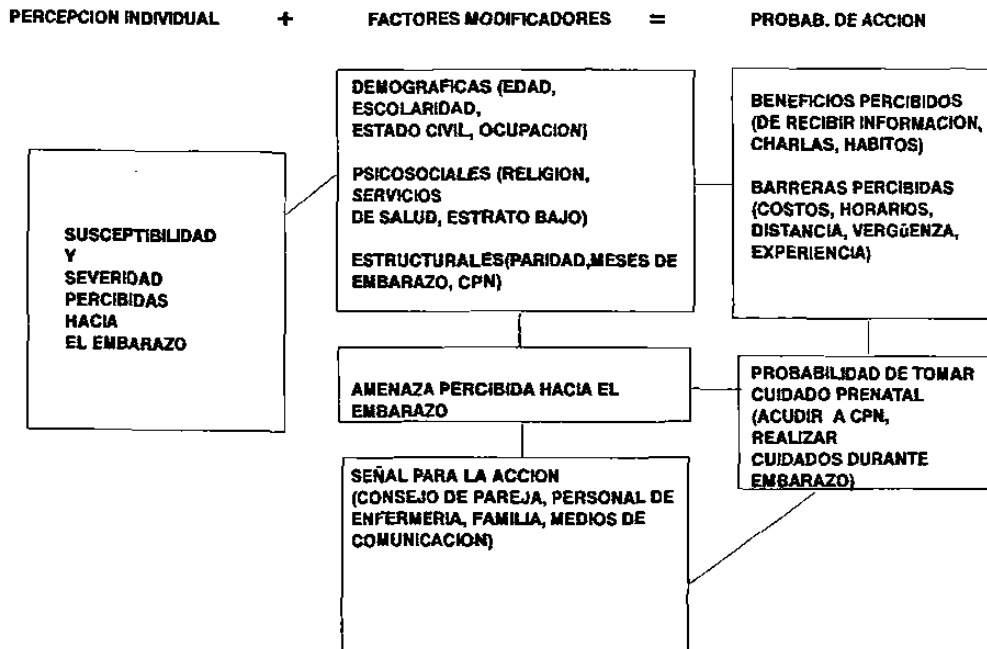 PERCEPCION INDIVIDUAL + FACTORES MODIFICADORES = PROBAB. DE ACCION
SUSCEPTIBILIDAD
Y
SEVERIDAD
PERCIBIDAS
HACIA
EL EMBARAZO
DEMOGRAFICAS (EDAD,
ESCOLARIDAD,
ESTADO CIVIL, OCUPACION)
PSICOSOCIALES (RELIGION,
SERVICIOS
DE SALUD, ESTRATO BAJO)
ESTRUCTURALES(PARIDAD,MESES DE
EMBARAZO, CPN)
AMENAZA PERCIBIDA HACIA EL
EMBARAZO
SEÑAL PARA LA ACCION
(CONSEJO DE PAREJA, PERSONAL DE
ENFERMERIA, FAMILIA, MEDIOS DE
COMUNICACION)
BENEFICIOS PERCIBIDOS
(DE RECIBIR INFORMACION,
CHARLAS, HABITOS)
BARRERAS PERCIBIDAS
(COSTOS, HORARIOS,
DISTANCIA, VERGüENZA,
EXPERIENCIA)
PROBABILIDAD DE TOMAR
CUIDADO PRENATAL
(ACUDIR A CPN,
REALIZAR
CUIDADOS DURANTE
EMBARAZO)